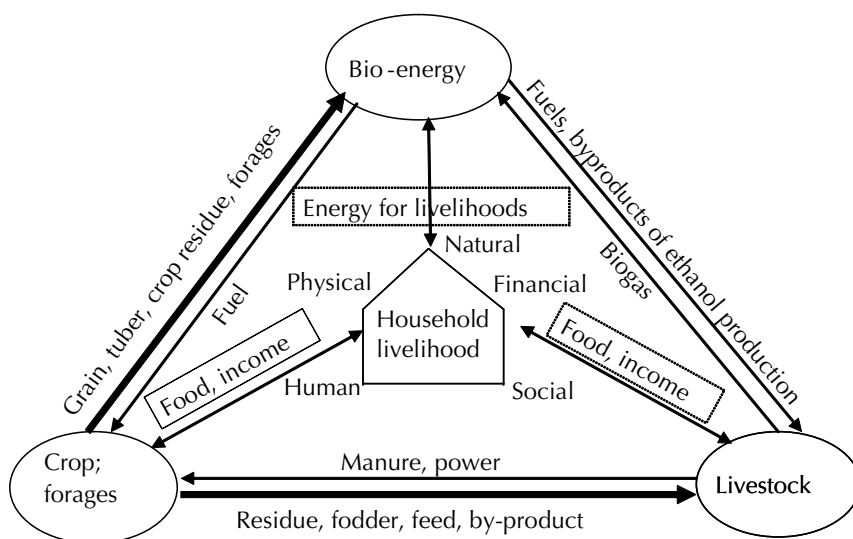 Bio-energy
Fuels, byproducts of ethanol production
Grain, tuber, crop residue, forages
Energy for livelihoods
Natural
Biogas
Fuel
Physical
Financial
Household
livelihood
Food, income
Food, income
Human
Social
Crop;
forages
Manure, power
Livestock
Residue, fodder, feed, by-product